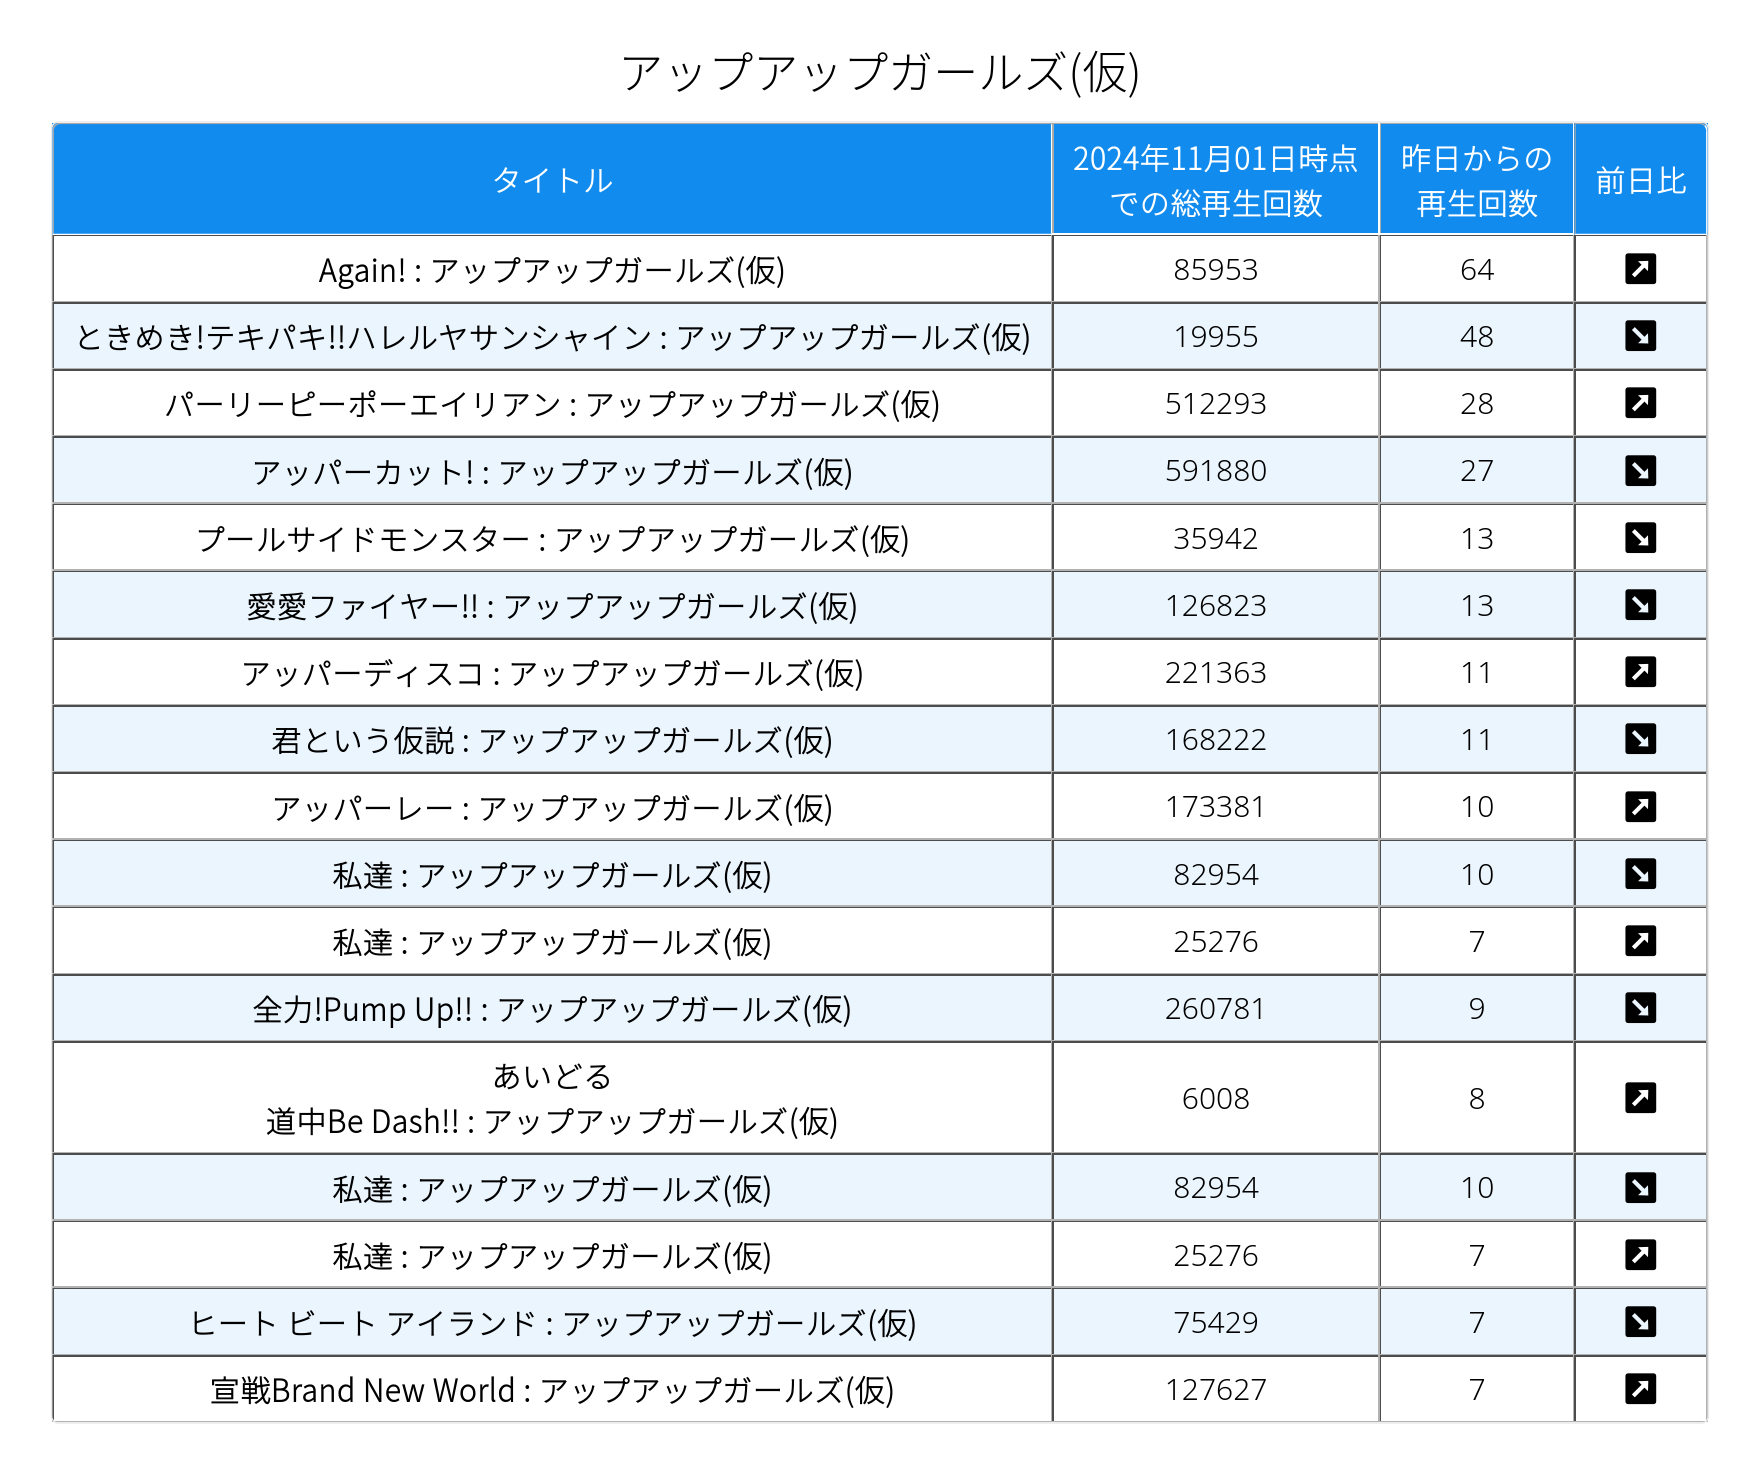 アップアップガールズ(仮)
タイトル 2024年11月01日時点での総再生回数 昨日からの再生回数 前日比
Again! : アップアップガールズ(仮) 85953 64
ときめき!テキパキ!!ハレルヤサンシャイン : アップアップガールズ(仮) 19955 48
パーリーピーポーエイリアン : アップアップガールズ(仮) 512293 28
アッパーカット! : アップアップガールズ(仮) 591880 27
プールサイドモンスター : アップアップガールズ(仮) 35942 13
愛愛ファイヤー!! : アップアップガールズ(仮) 126823 13
アッパーディスコ : アップアップガールズ(仮) 221363 11
君という仮説 : アップアップガールズ(仮) 168222 11
アッパーレー : アップアップガールズ(仮) 173381 10
私達 : アップアップガールズ(仮) 82954 10
私達 : アップアップガールズ(仮) 25276 7
全力!Pump Up!! : アップアップガールズ(仮) 260781 9
あいどる
道中Be Dash!! : アップアップガールズ(仮) 6008 8
私達 : アップアップガールズ(仮) 82954 10
私達 : アップアップガールズ(仮) 25276 7
ヒート ビート アイランド : アップアップガールズ(仮) 75429 7
宣戦Brand New World : アップアップガールズ(仮) 127627 7